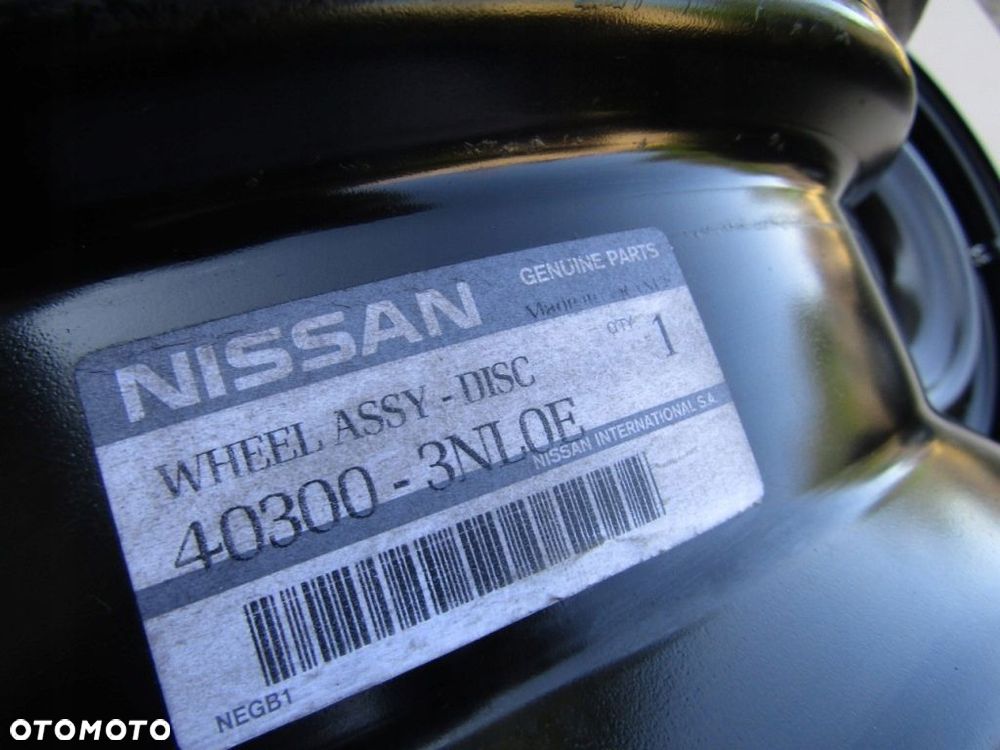 NISSAN
GENUINE PARTS
WHEEL ASSY - DISC
QTY 1
40300 - 3NL0E
NISSAN INTERNATIONAL S.A.
NEGB1
OTOMOTO